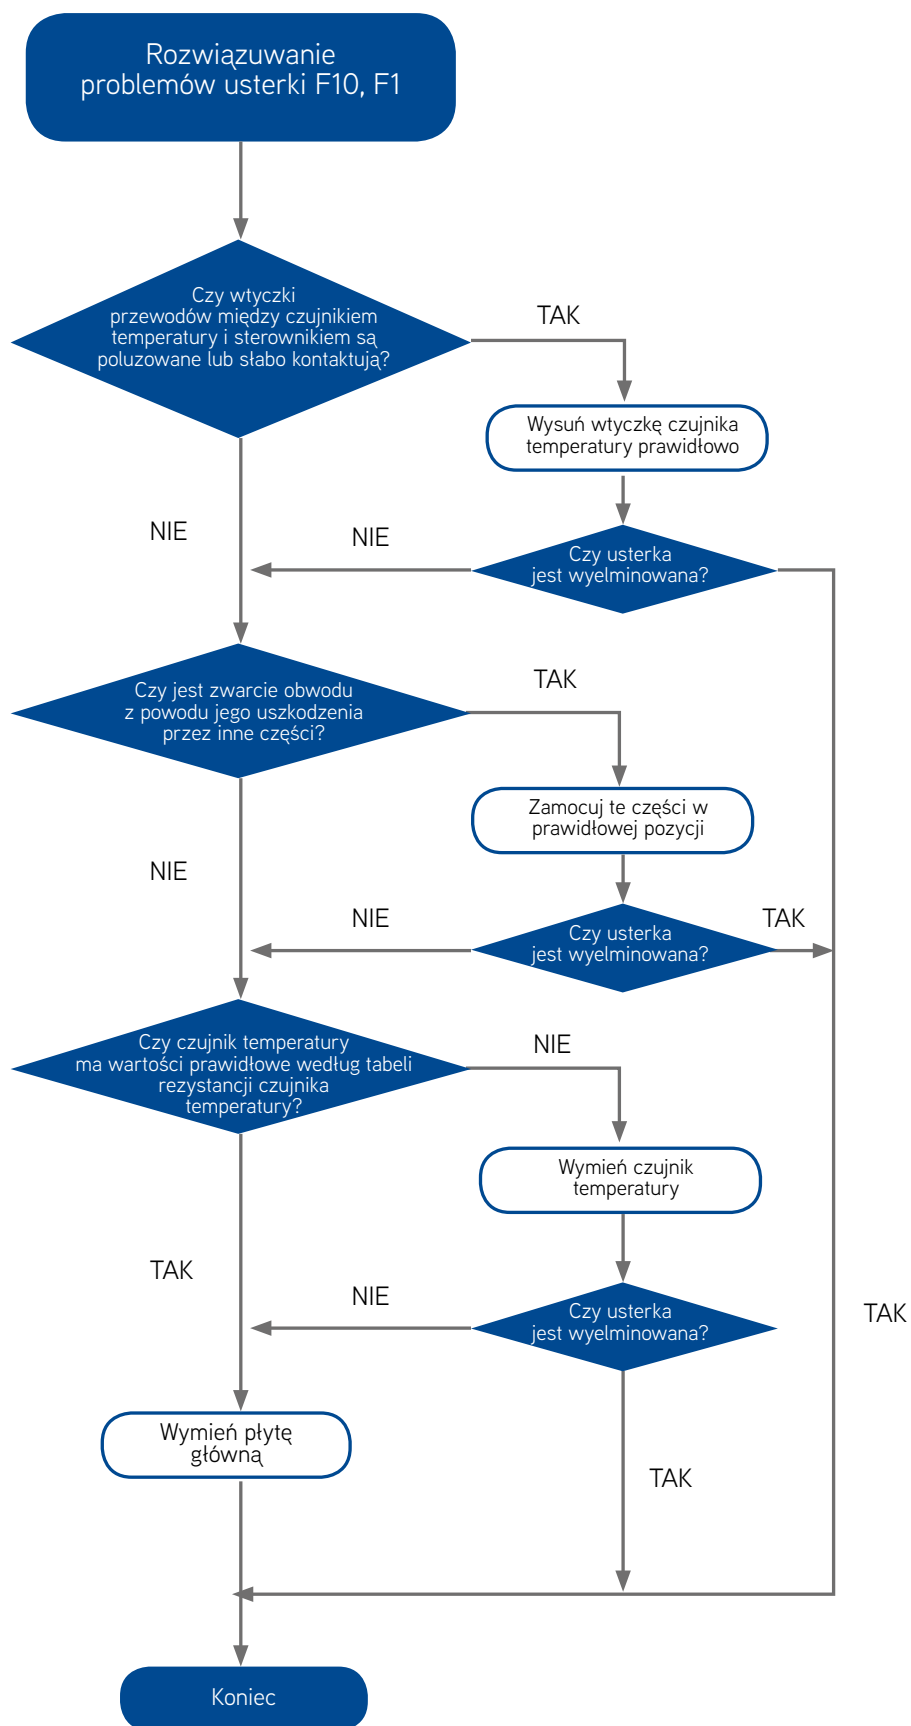 Rozwiązuwanie
problemów usterki F10, F1
Czy wtyczki
przewodów między czujnikiem
temperatury i sterownikiem są
poluzowane lub słabo kontaktują?
TAK
Wysuń wtyczkę czujnika
temperatury prawidłowo
NIE
NIE
Czy usterka
jest wyelminowana?
Czy jest zwarcie obwodu
z powodu jego uszkodzenia
przez inne części?
TAK
Zamocuj te części w
prawidłowej pozycji
NIE
NIE
Czy usterka
jest wyelminowana?
TAK
Czy czujnik temperatury
ma wartości prawidłowe według tabeli
rezystancji czujnika
temperatury?
NIE
Wymień czujnik
temperatury
TAK
NIE
Czy usterka
jest wyelminowana?
TAK
Wymień płytę
główną
TAK
Koniec